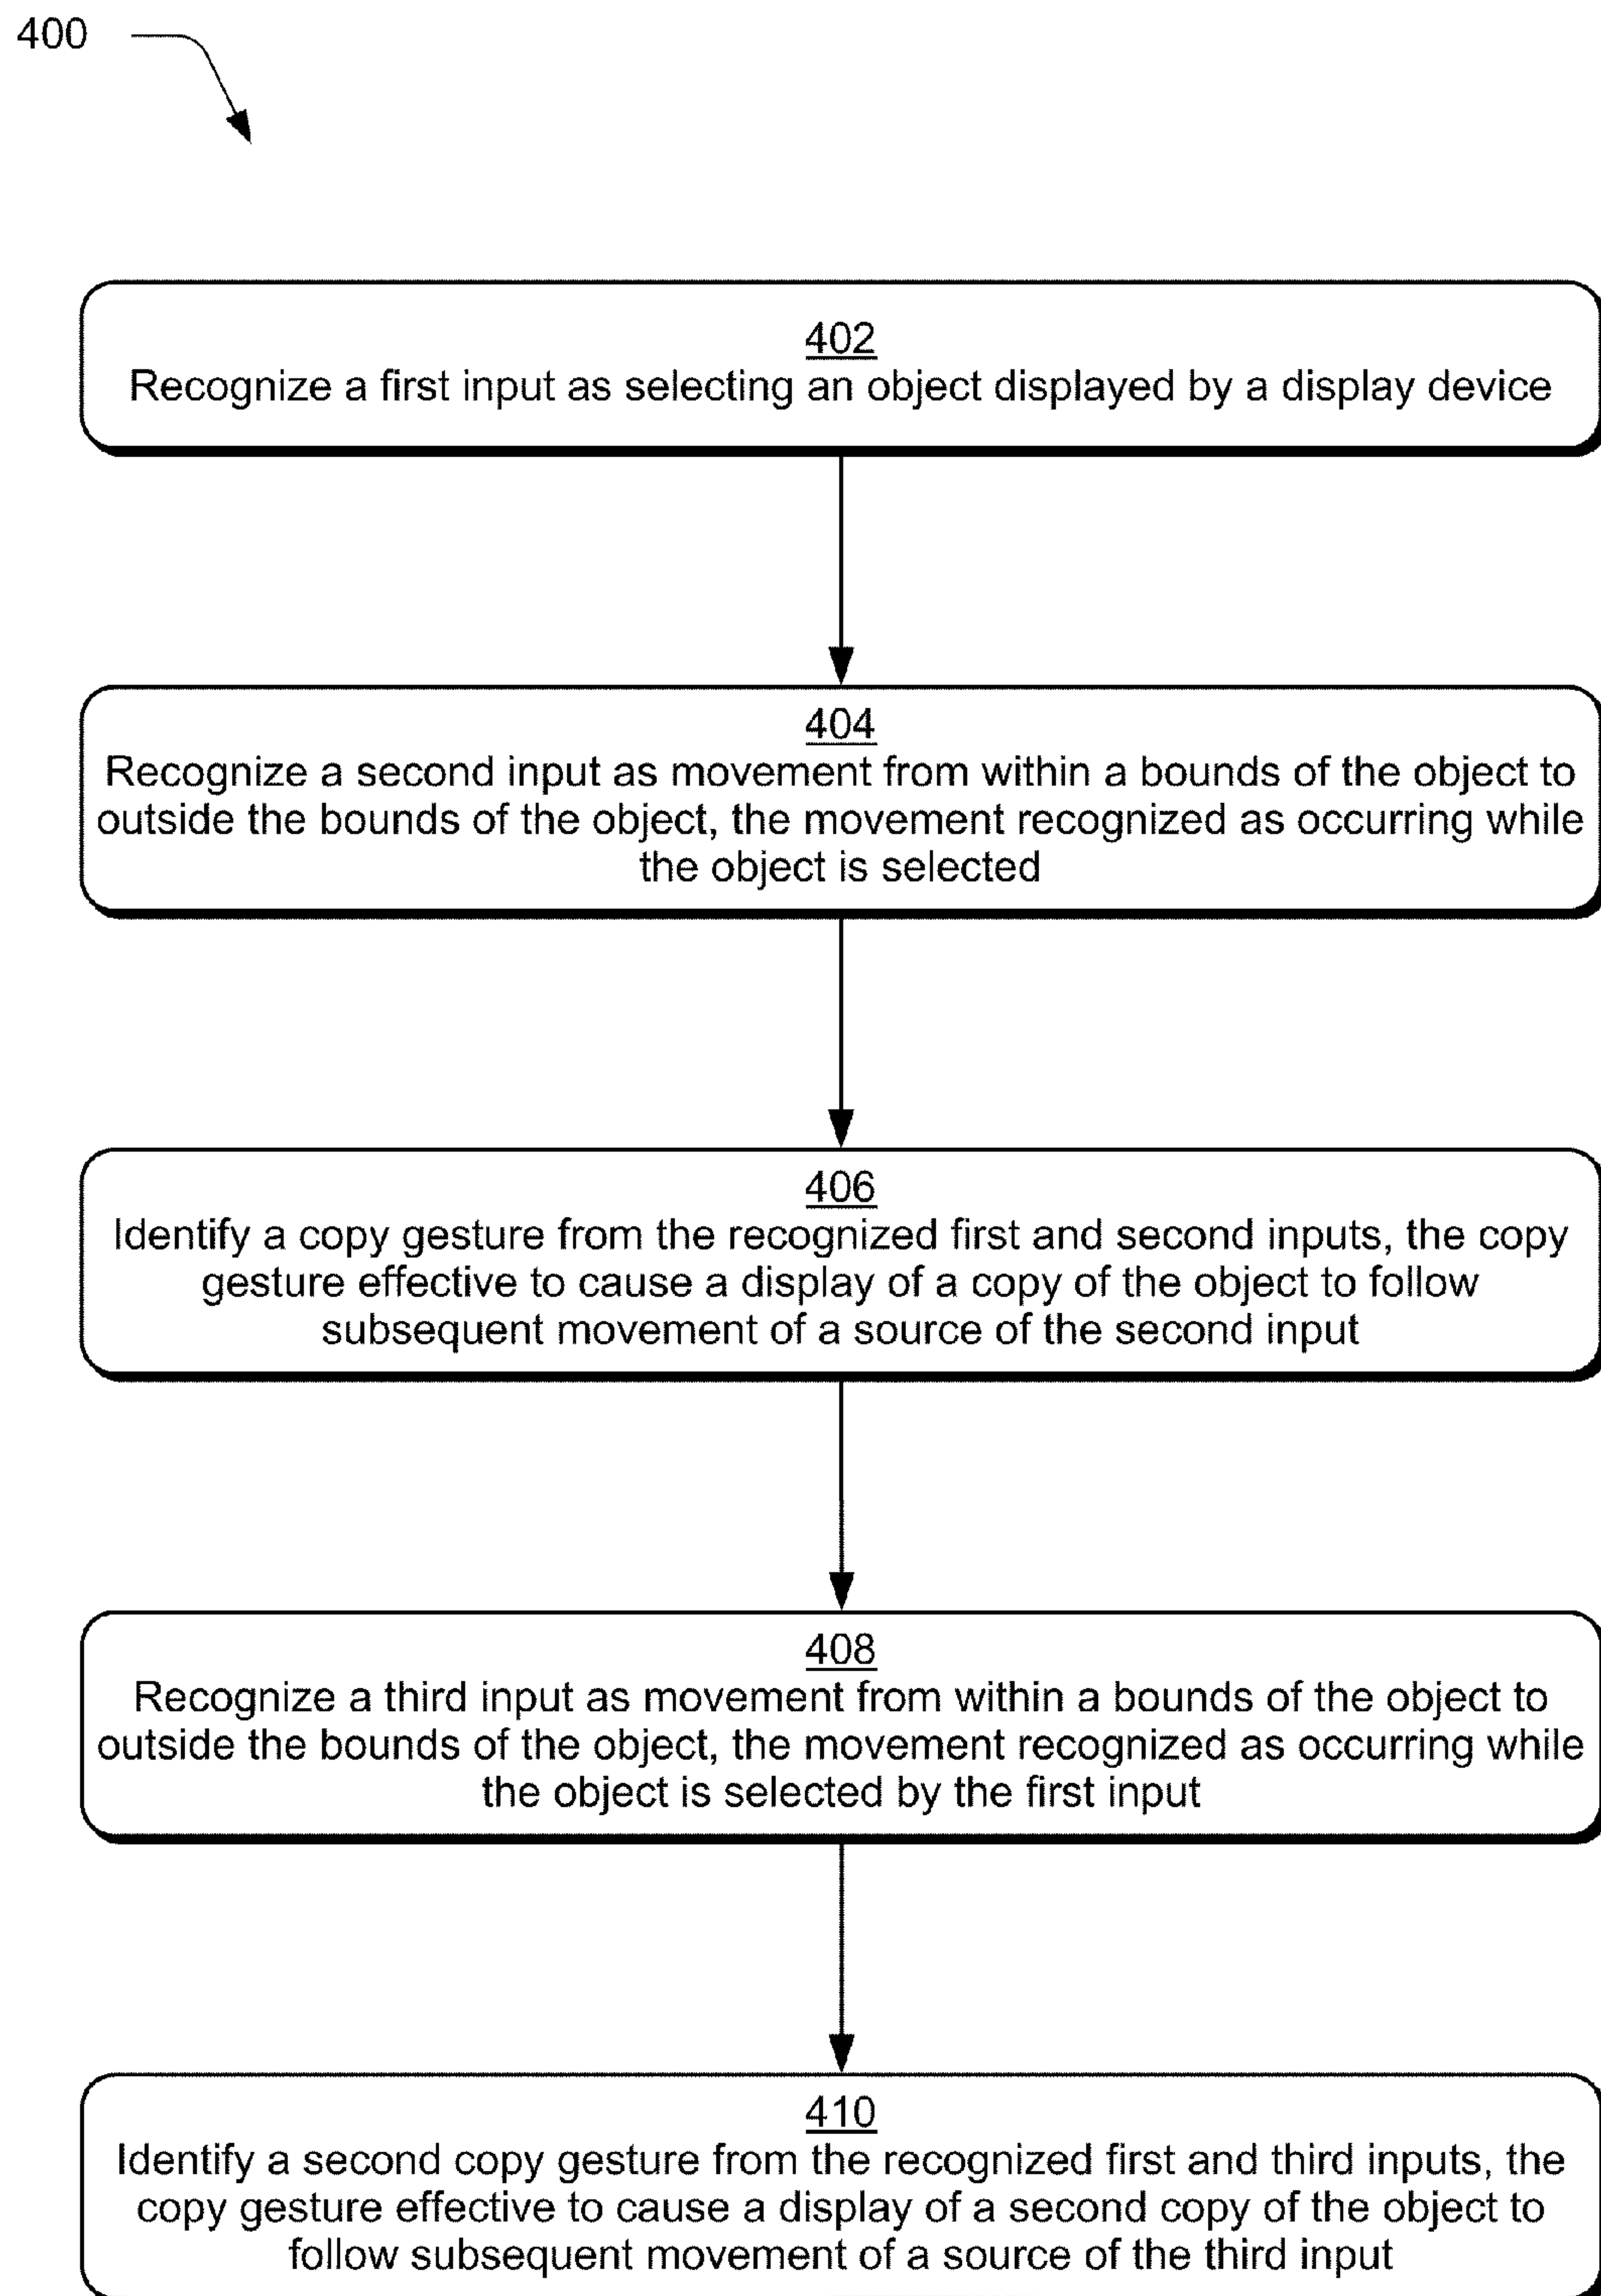 400
402
Recognize a first input as selecting an object displayed by a display device
404
Recognize a second input as movement from within a bounds of the object to
outside the bounds of the object, the movement recognized as occurring while
the object is selected
406
Identify a copy gesture from the recognized first and second inputs, the copy
gesture effective to cause a display of a copy of the object to follow
subsequent movement of a source of the second input
408
Recognize a third input as movement from within a bounds of the object to
outside the bounds of the object, the movement recognized as occurring while
the object is selected by the first input
410
Identify a second copy gesture from the recognized first and third inputs, the
copy gesture effective to cause a display of a second copy of the object to
follow subsequent movement of a source of the third input